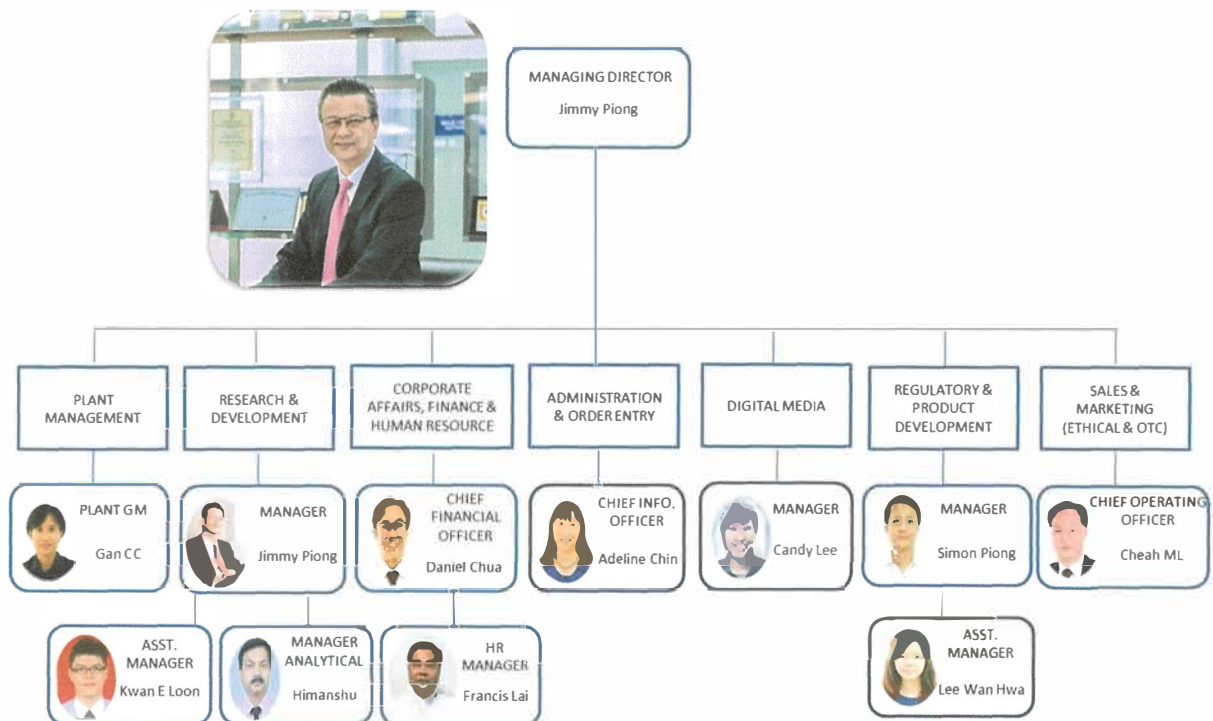 MANAGING DIRECTOR
Jimmy Piong
PLANT
MANAGEMENT
RESEARCH &
DEVELOPMENT
CORPORATE
AFFAIRS, FINANCE &
HUMAN RESOURCE
ADMINISTRATION
& ORDER ENTRY
DIGITAL MEDIA
REGULATORY &
PRODUCT
DEVELOPMENT
SALES &
MARKETING
(ETHICAL & OTC)
PLANT GM
Gan CC
MANAGER
Jimmy Piong
CHIEF
FINANCIAL
OFFICER
Daniel Chua
CHIEF INFO.
OFFICER
Adeline Chin
MANAGER
Candy Lee
MANAGER
Simon Piong
CHIEF OPERATING
OFFICER
Cheah ML
ASST.
MANAGER
Kwan E Loon
MANAGER
ANALYTICAL
Himanshu
HR
MANAGER
Francis Lai
ASST.
MANAGER
Lee Wan Hwa